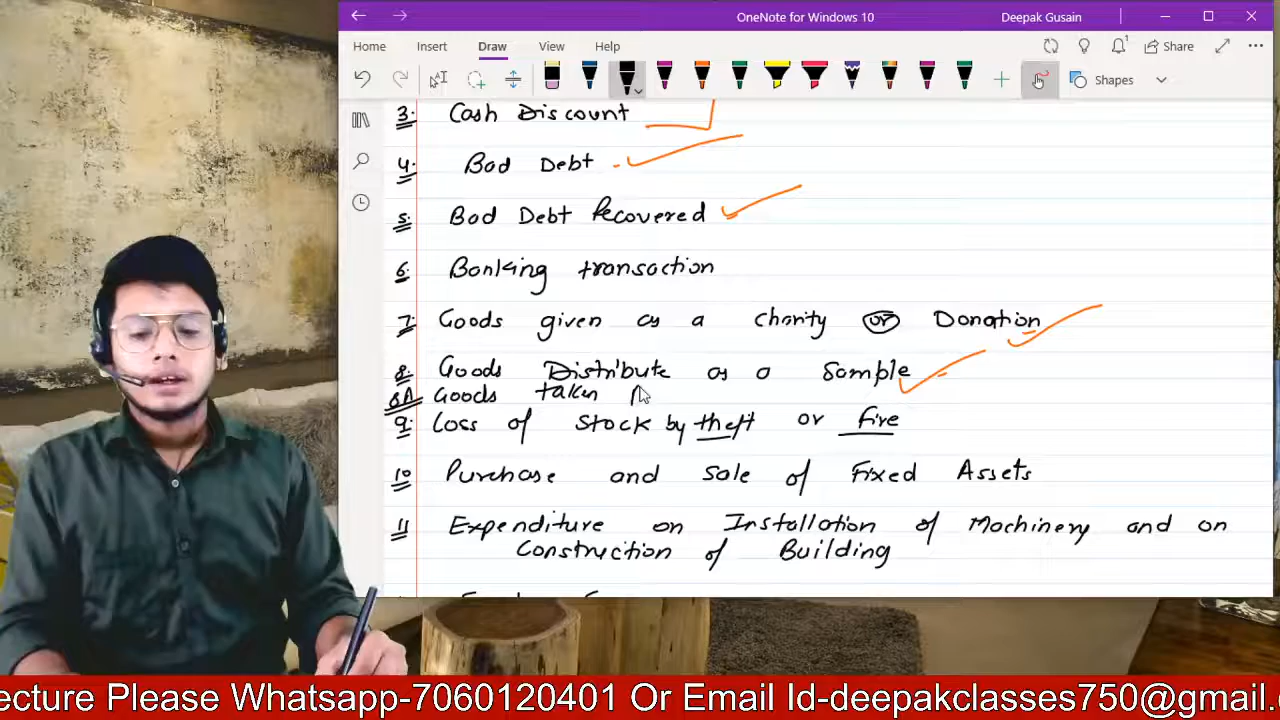 OneNote for Windows 10
Deepak Gusain
Home Insert Draw View Help
Share
Shapes
3. Cash Discount
4. Bad Debt
5. Bad Debt Recovered
6. Banking transaction
7. Goods given as a charity or Donation
8. Goods Distribute as a Sample
8A Goods taken
9. Loss of Stock by theft or Fire
10 Purchase and Sale of Fixed Assets
11 Expenditure on Installation of Machinery and on
Construction of Building
ecture Please Whatsapp-7060120401 Or Email Id-deepakclasses750@gmail.